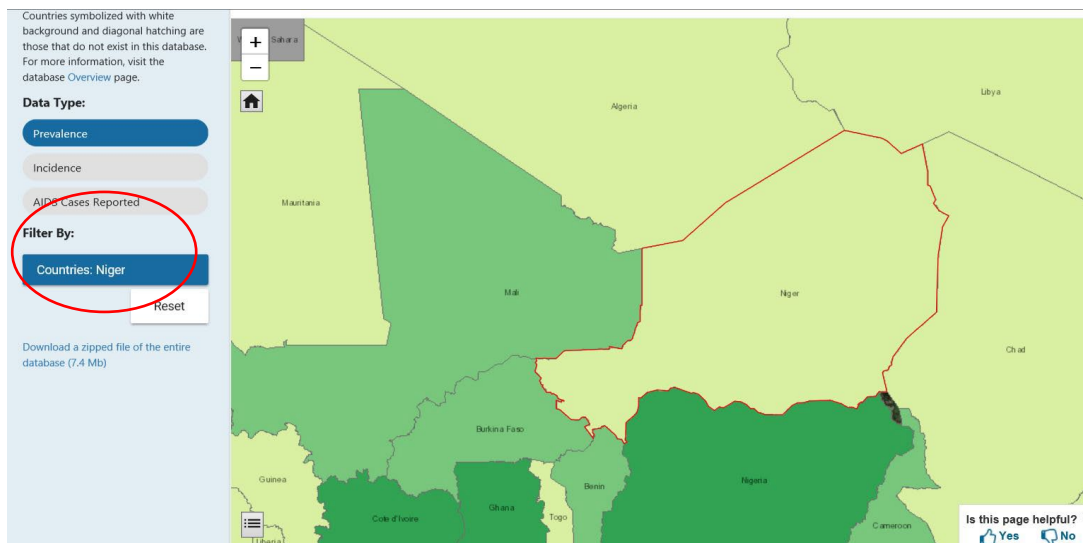 Countries symbolized with white
background and diagonal hatching are
those that do not exist in this database.
For more information, visit the
database Overview page.
Data Type:
Prevalence
Incidence
AIDS Cases Reported
Filter By:
Countries: Niger
Reset
Download a zipped file of the entire
database (7.4 Mb)
+
−
Sahara
Algeria
Libya
Mauritania
Mali
Niger
Chad
Burkina Faso
Guinea
Benin
Nigeria
Ghana
Togo
Cote d'Ivoire
Cameroon
Liberia
Is this page helpful?
Yes No